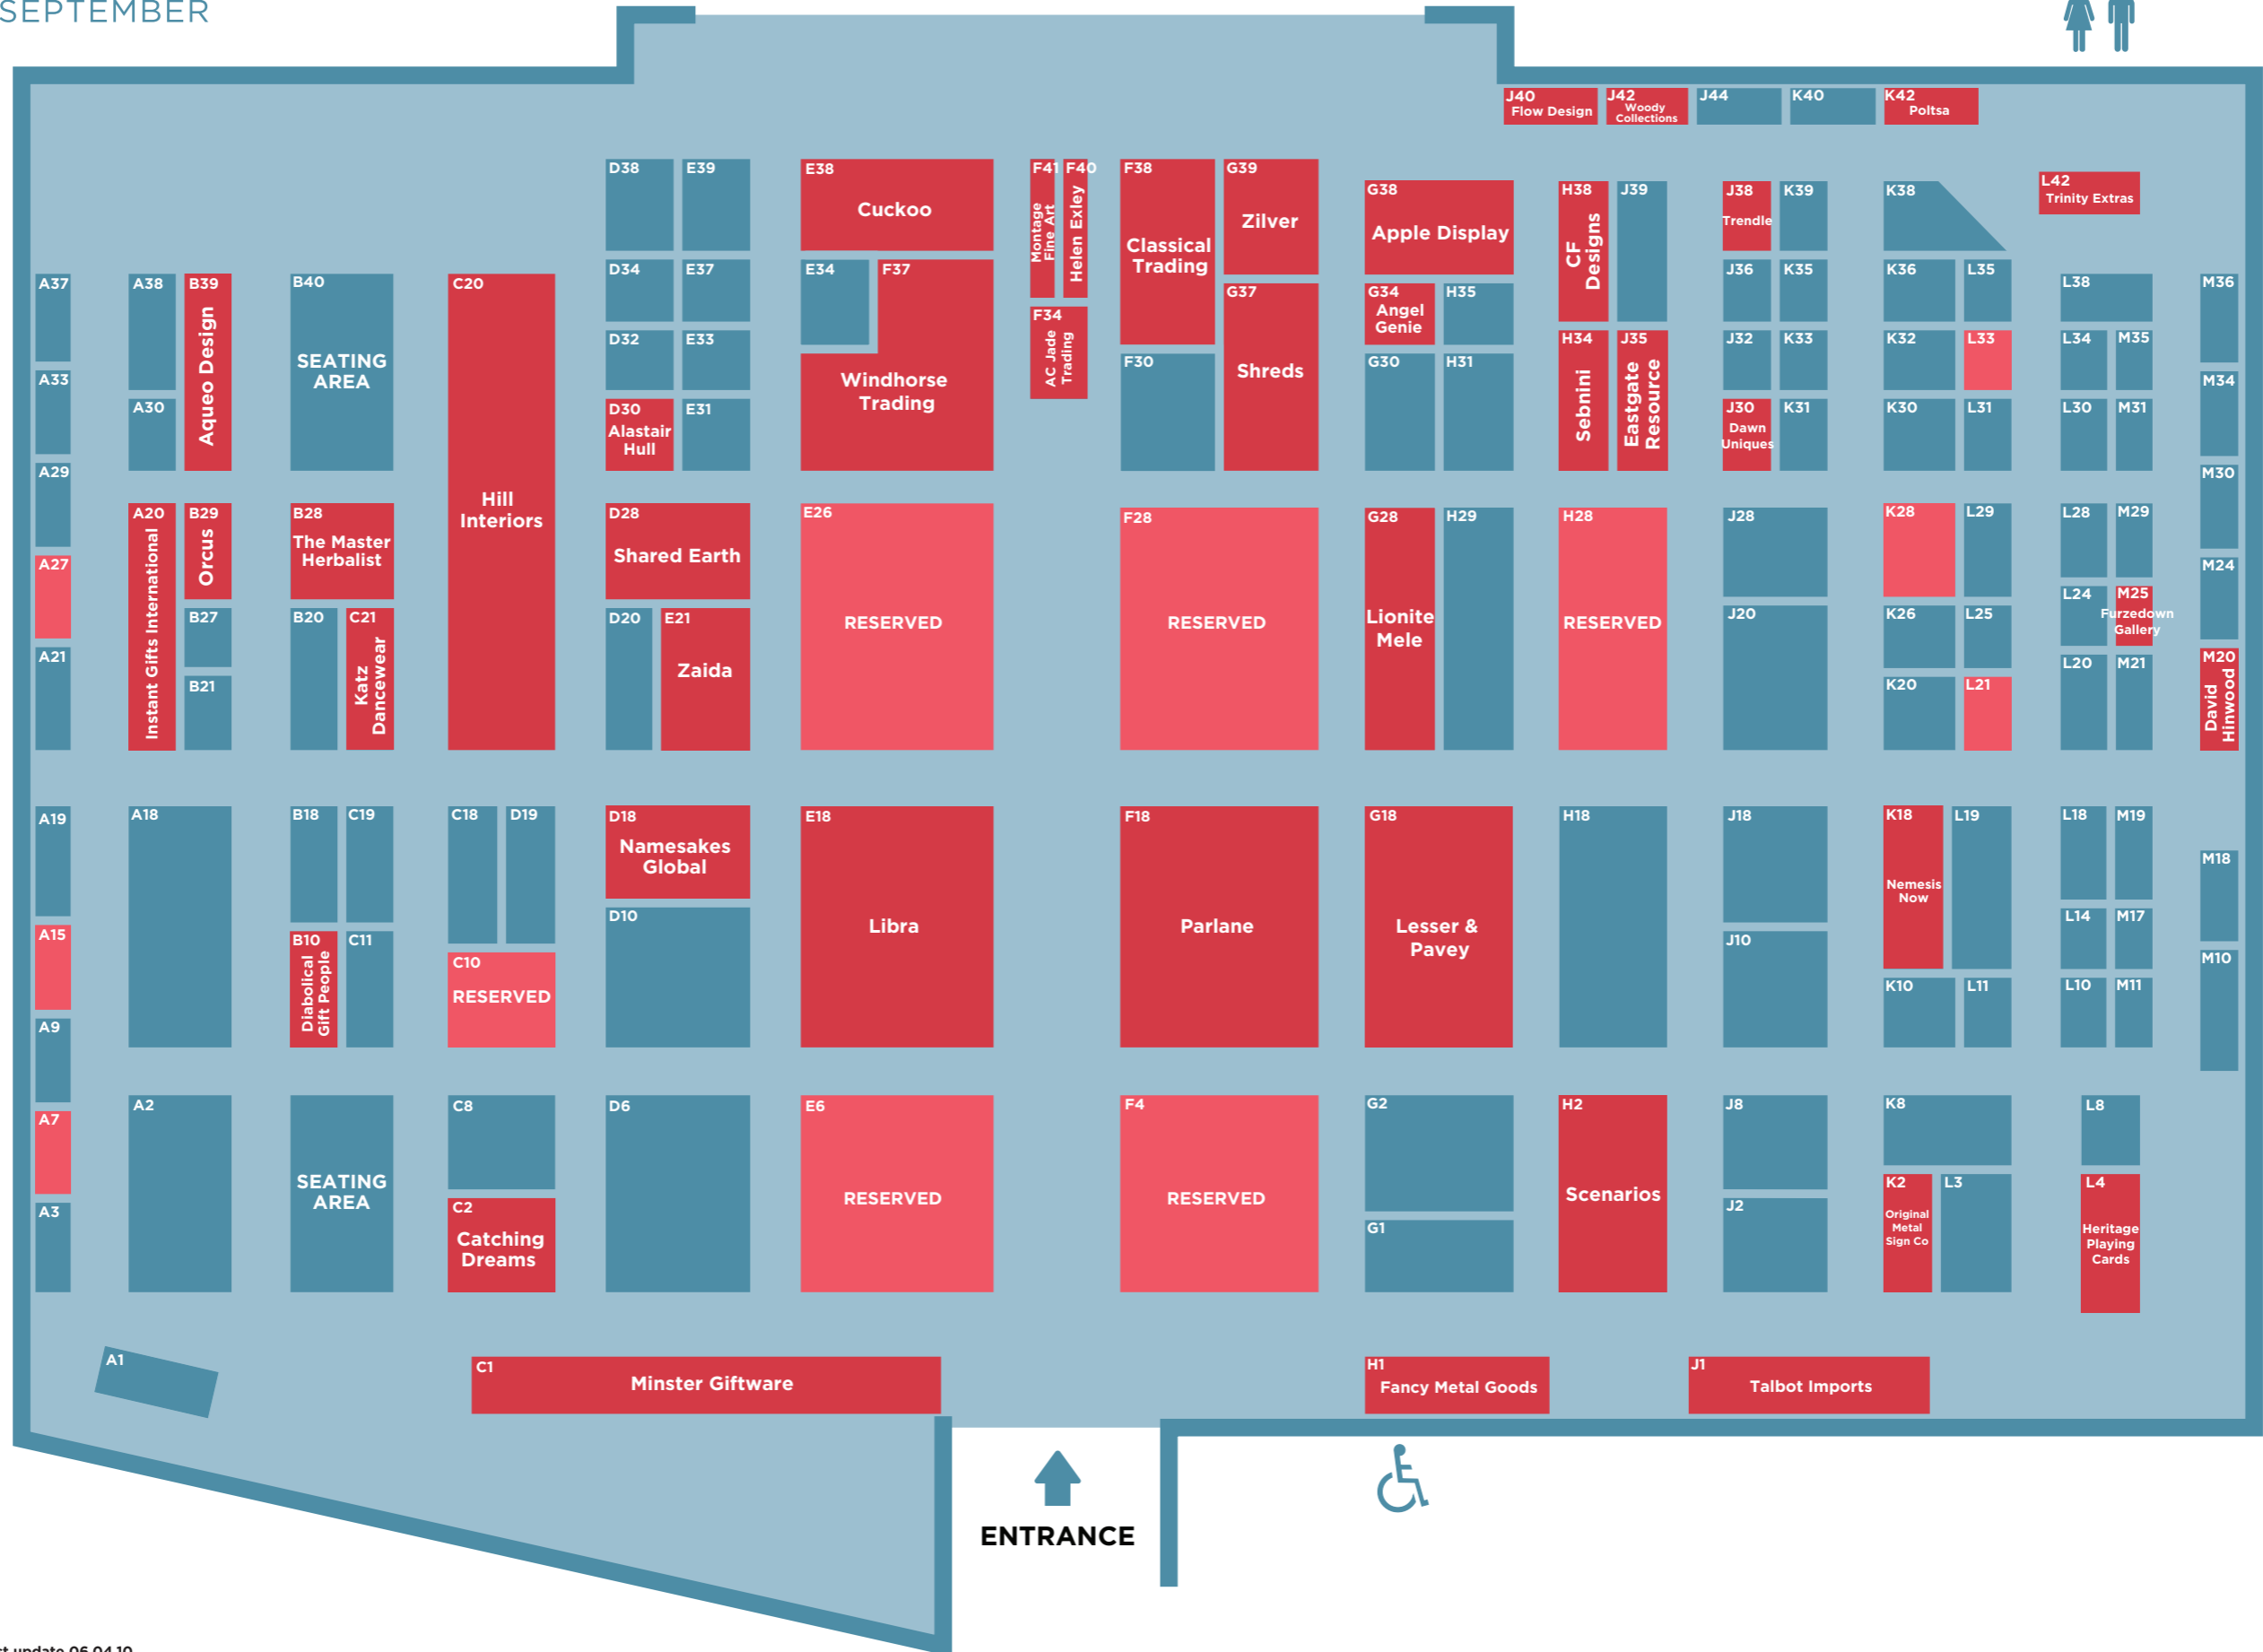 SEPTEMBER
J40
Flow Design
J42
Woody
Collections
J44
K40
K42
Poltsa
L42
Trinity Extras
D38
E39
E38
Cuckoo
F41
Montage
Fine Art
F40
Helen Exley
F38
Classical
Trading
G39
Zilver
G38
Apple Display
H38
CF
Designs
J39
J38
Trendle
K39
K38
A37
A38
B39
Aqueo Design
B40
SEATING
AREA
C20
Hill
Interiors
D34
E37
E34
F37
Windhorse
Trading
F34
AC Jade
Trading
G37
Shreds
G34
Angel
Genie
H35
J36
K35
K36
L35
L38
M36
A33
A30
D32
E33
F30
G30
H31
H34
Sebnini
J35
Eastgate
Resource
J32
K33
K32
L33
L34
M35
M34
D30
Alastair
Hull
E31
J30
Dawn
Uniques
K31
K30
L31
L30
M31
A29
M30
A20
Instant Gifts International
B29
Orcus
B28
The Master
Herbalist
D28
Shared Earth
E26
RESERVED
F28
RESERVED
G28
Lionite
Mele
H29
H28
RESERVED
J28
K28
L29
L28
M29
A27
M24
B27
B20
C21
Katz
Dancewear
D20
E21
Zaida
J20
K26
L25
L24
M25
Furzedown
Gallery
A21
B21
K20
L21
L20
M21
M20
David
Hinwood
A19
A18
B18
C19
C18
D19
D18
Namesakes
Global
E18
Libra
F18
Parlane
G18
Lesser &
Pavey
H18
J18
K18
Nemesis
Now
L19
L18
M19
M18
A15
B10
Diabolical
Gift People
C11
C10
RESERVED
D10
J10
L14
M17
M10
K10
L11
L10
M11
A9
A7
A2
SEATING
AREA
C8
D6
E6
RESERVED
F4
RESERVED
G2
H2
Scenarios
J8
K8
L8
A3
C2
Catching
Dreams
G1
J2
K2
Original
Metal
Sign Co
L3
L4
Heritage
Playing
Cards
A1
C1
Minster Giftware
H1
Fancy Metal Goods
J1
Talbot Imports
ENTRANCE
update 06.04.10